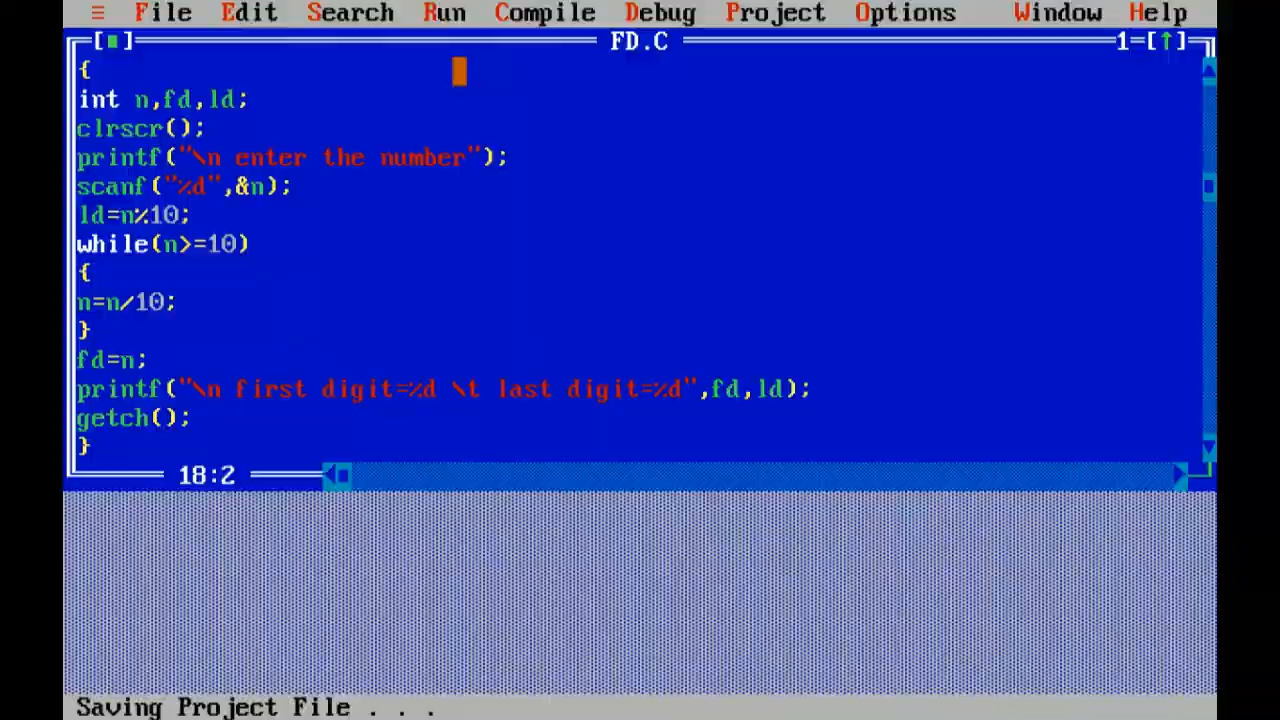 ≡ File Edit Search Run Compile Debug Project Options Window Help
[■] FD.C 1=[↑]
{
int n,fd,ld;
clrscr();
printf("\n enter the number");
scanf("%d",&n);
ld=n%10;
while(n>=10)
{
n=n/10;
}
fd=n;
printf("\n first digit=%d \t last digit=%d",fd,ld);
getch();
}
18:2
Saving Project File . . .